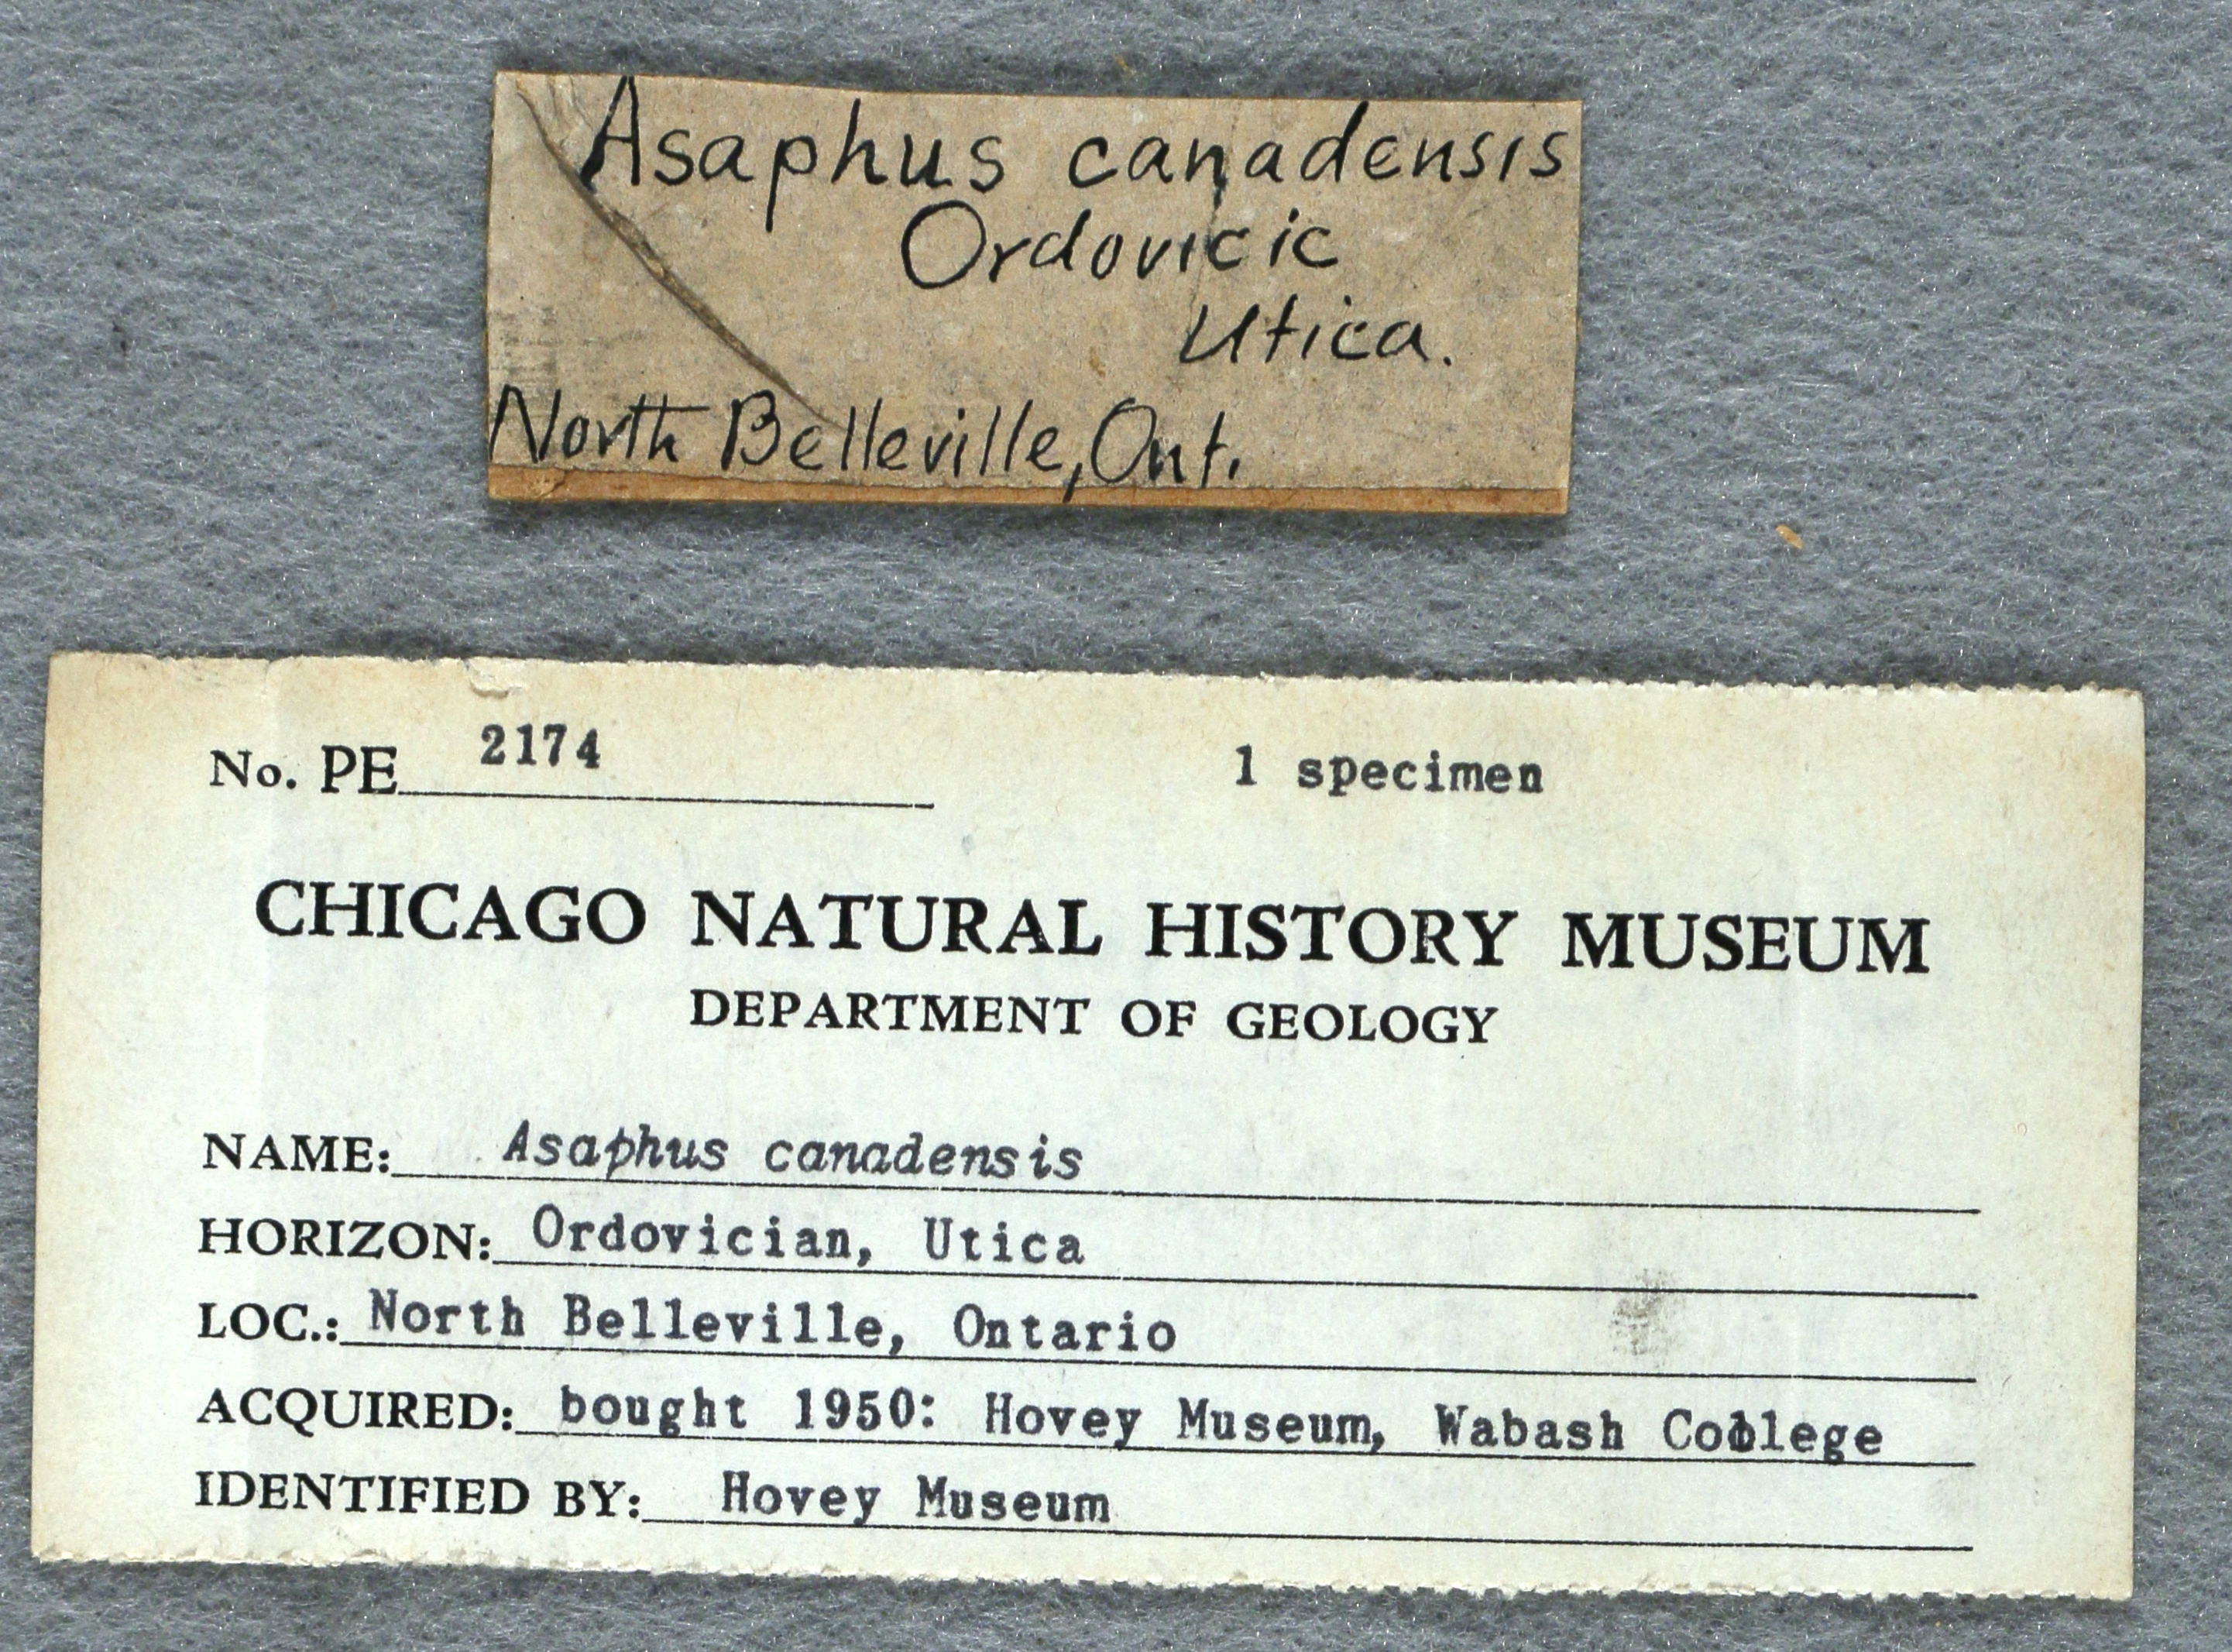 Asaphus canadensis
Ordovicic
Utica.
North Belleville, Ont.
No. PE 2174 1 specimen
CHICAGO NATURAL HISTORY MUSEUM
DEPARTMENT OF GEOLOGY
NAME: Asaphus canadensis
HORIZON: Ordovician, Utica
LOC.: North Belleville, Ontario
ACQUIRED: bought 1950: Hovey Museum, Wabash College
IDENTIFIED BY: Hovey Museum